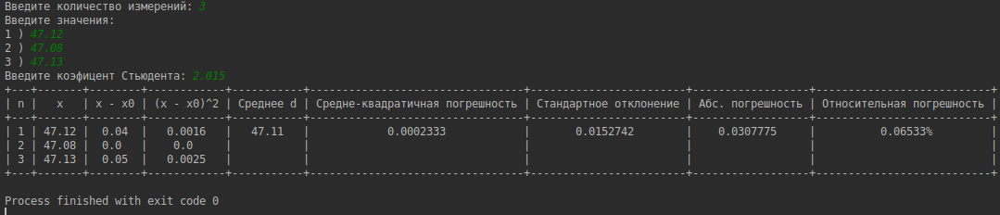 Введите количество измерений: 3
Введите значения:
1 ) 47.12
2 ) 47.08
3 ) 47.13
Введите коэфицент Стьюдента: 2.015
+---+-------+--------+------------+-----------+--------------------------------+------------------------+-------------------+---------------------------+
| n |   x   | x - x0 | (x - x0)^2 | Среднее d | Средне-квадратичная погрешность | Стандартное отклонение | Абс. погрешность | Относительная погрешность |
+---+-------+--------+------------+-----------+--------------------------------+------------------------+-------------------+---------------------------+
| 1 | 47.12 |  0.04  |   0.0016   |   47.11   |           0.0002333            |       0.0152742        |    0.0307775     |         0.06533%          |
| 2 | 47.08 |  0.0   |    0.0     |           |                                |                        |                  |                           |
| 3 | 47.13 |  0.05  |   0.0025   |           |                                |                        |                  |                           |
+---+-------+--------+------------+-----------+--------------------------------+------------------------+-------------------+---------------------------+
Process finished with exit code 0